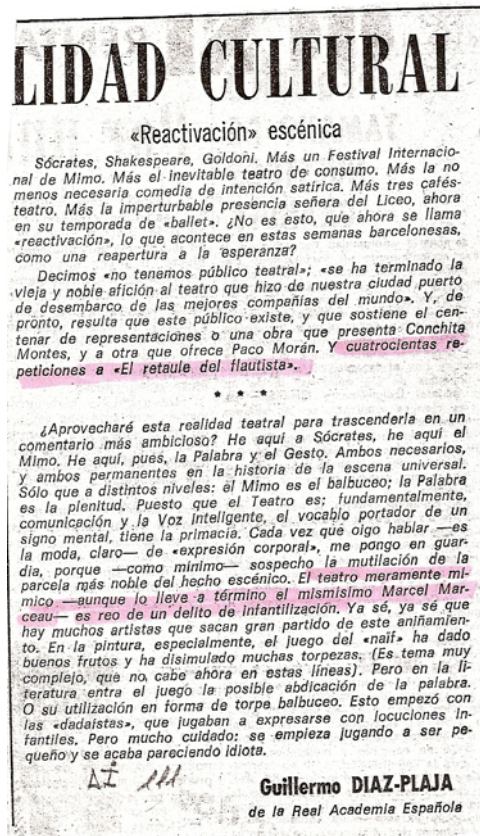 LIDAD CULTURAL
«Reactivación» escénica
Sócrates, Shakespeare, Goldoni. Más un Festival Internacio-
nal de Mimo. Más el inevitable teatro de consumo. Más la no
menos necesaria comedia de intención satírica. Más tres cafés-
teatro. Más la imperturbable presencia señera del Liceo, ahora
en su temporada de «ballet». ¿No es esto, que ahora se llama
«reactivación», lo que acontece en estas semanas barcelonesas,
como una reapertura a la esperanza?
Decimos «no tenemos público teatral»; «se ha terminado la
vieja y noble afición al teatro que hizo de nuestra ciudad puerto
de desembarco de las mejores compañías del mundo». Y, de
pronto, resulta que este público existe, y que sostiene el cen-
tenar de representaciones a una obra que presenta Conchita
Montes, y a otra que ofrece Paco Morán. Y cuatrocientas re-
peticiones a «El retaule del flautista».
* * *
¿Aprovecharé esta realidad teatral para trascenderla en un
comentario más ambicioso? He aquí a Sócrates, he aquí el
Mimo. He aquí, pues, la Palabra y el Gesto. Ambos necesarios,
y ambos permanentes en la historia de la escena universal.
Sólo que a distintos niveles: el Mimo es el balbuceo; la Palabra
es la plenitud. Puesto que el Teatro es; fundamentalmente,
comunicación y la Voz Inteligente, el vocablo portador de un
signo mental, tiene la primacía. Cada vez que oigo hablar —es
la moda, claro— de «expresión corporal», me pongo en guar-
dia, porque —como mínimo— sospecho la mutilación de la
parcela más noble del hecho escénico. El teatro meramente mí-
mico —aunque lo lleve a término el mismísimo Marcel Mar-
ceau— es reo de un delito de infantilización. Ya sé, ya sé que
hay muchos artistas que sacan gran partido de este aniñamien-
to. En la pintura, especialmente, el juego del «naïf» ha dado
buenos frutos y ha disimulado muchas torpezas. (Es tema muy
complejo, que no cabe ahora en estas líneas). Pero en la li-
teratura entra el juego la posible abdicación de la palabra.
O su utilización en forma de torpe balbuceo. Esto empezó con
las «dadaístas», que jugaban a expresarse con locuciones in-
fantiles. Pero mucho cuidado: se empieza jugando a ser pe-
queño y se acaba pareciendo idiota.
Guillermo DIAZ-PLAJA
de la Real Academia Española